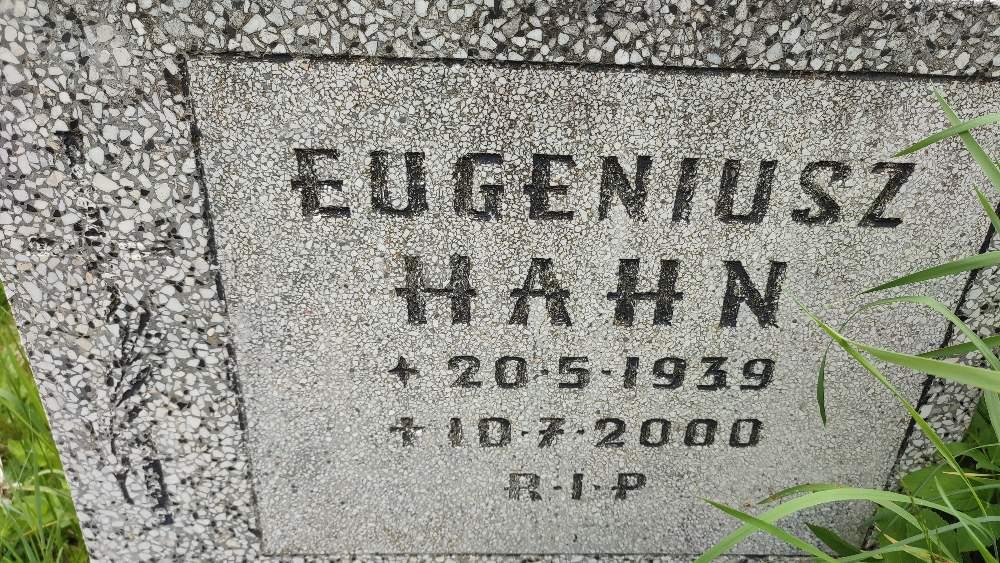 EUGENIUSZ
HAHN
+ 20·5·1939
+ 10·7·2000
R·I·P